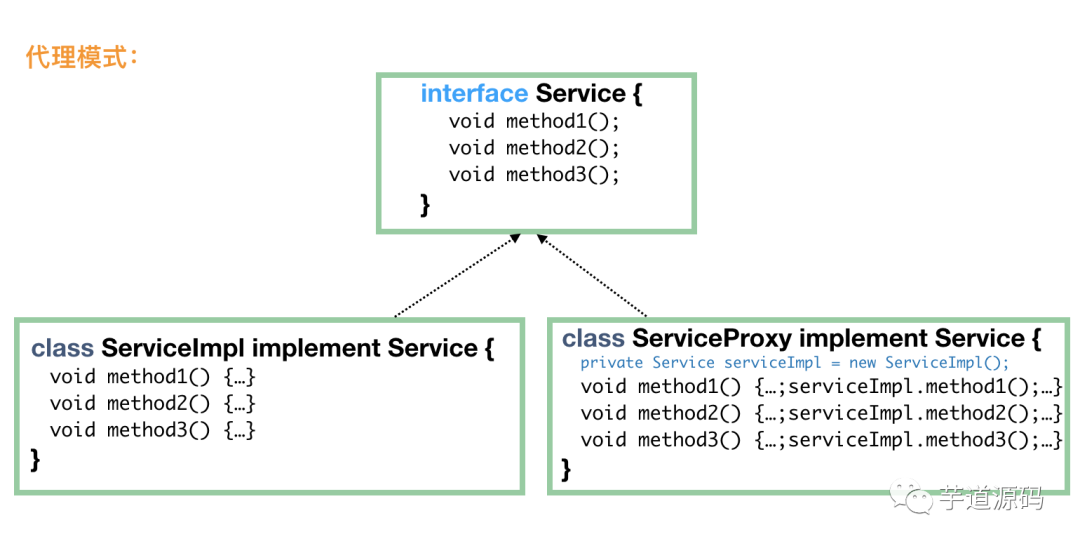 代理模式：
interface Service {
void method1();
void method2();
void method3();
}
class ServiceImpl implement Service {
void method1() {…}
void method2() {…}
void method3() {…}
}
class ServiceProxy implement Service {
private Service serviceImpl = new ServiceImpl();
void method1() {…;serviceImpl.method1();…}
void method2() {…;serviceImpl.method2();…}
void method3() {…;serviceImpl.method3();…}
}
芋道源码